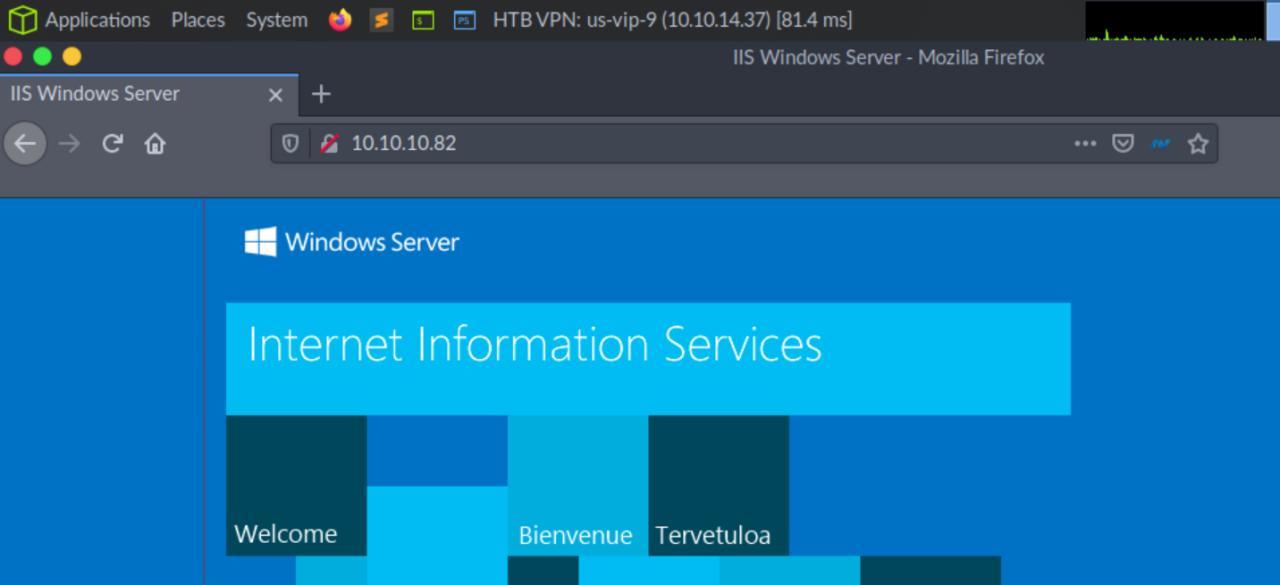 Applications Places System HTB VPN: us-vip-9 (10.10.14.37) [81.4 ms]
IIS Windows Server - Mozilla Firefox
IIS Windows Server
10.10.10.82
Windows Server
Internet Information Services
Welcome Bienvenue Tervetuloa